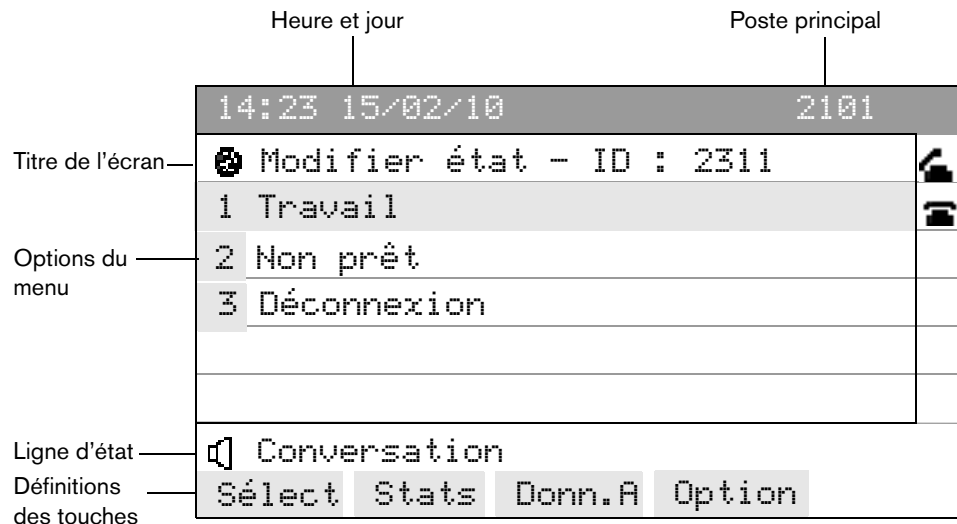 Heure et jour
Poste principal
14:23 15/02/10 2101
Titre de l'écran
Modifier état - ID : 2311
1 Travail
Options du menu
2 Non prêt
3 Déconnexion
Ligne d'état
Conversation
Définitions des touches
Sélect Stats Donn.A Option